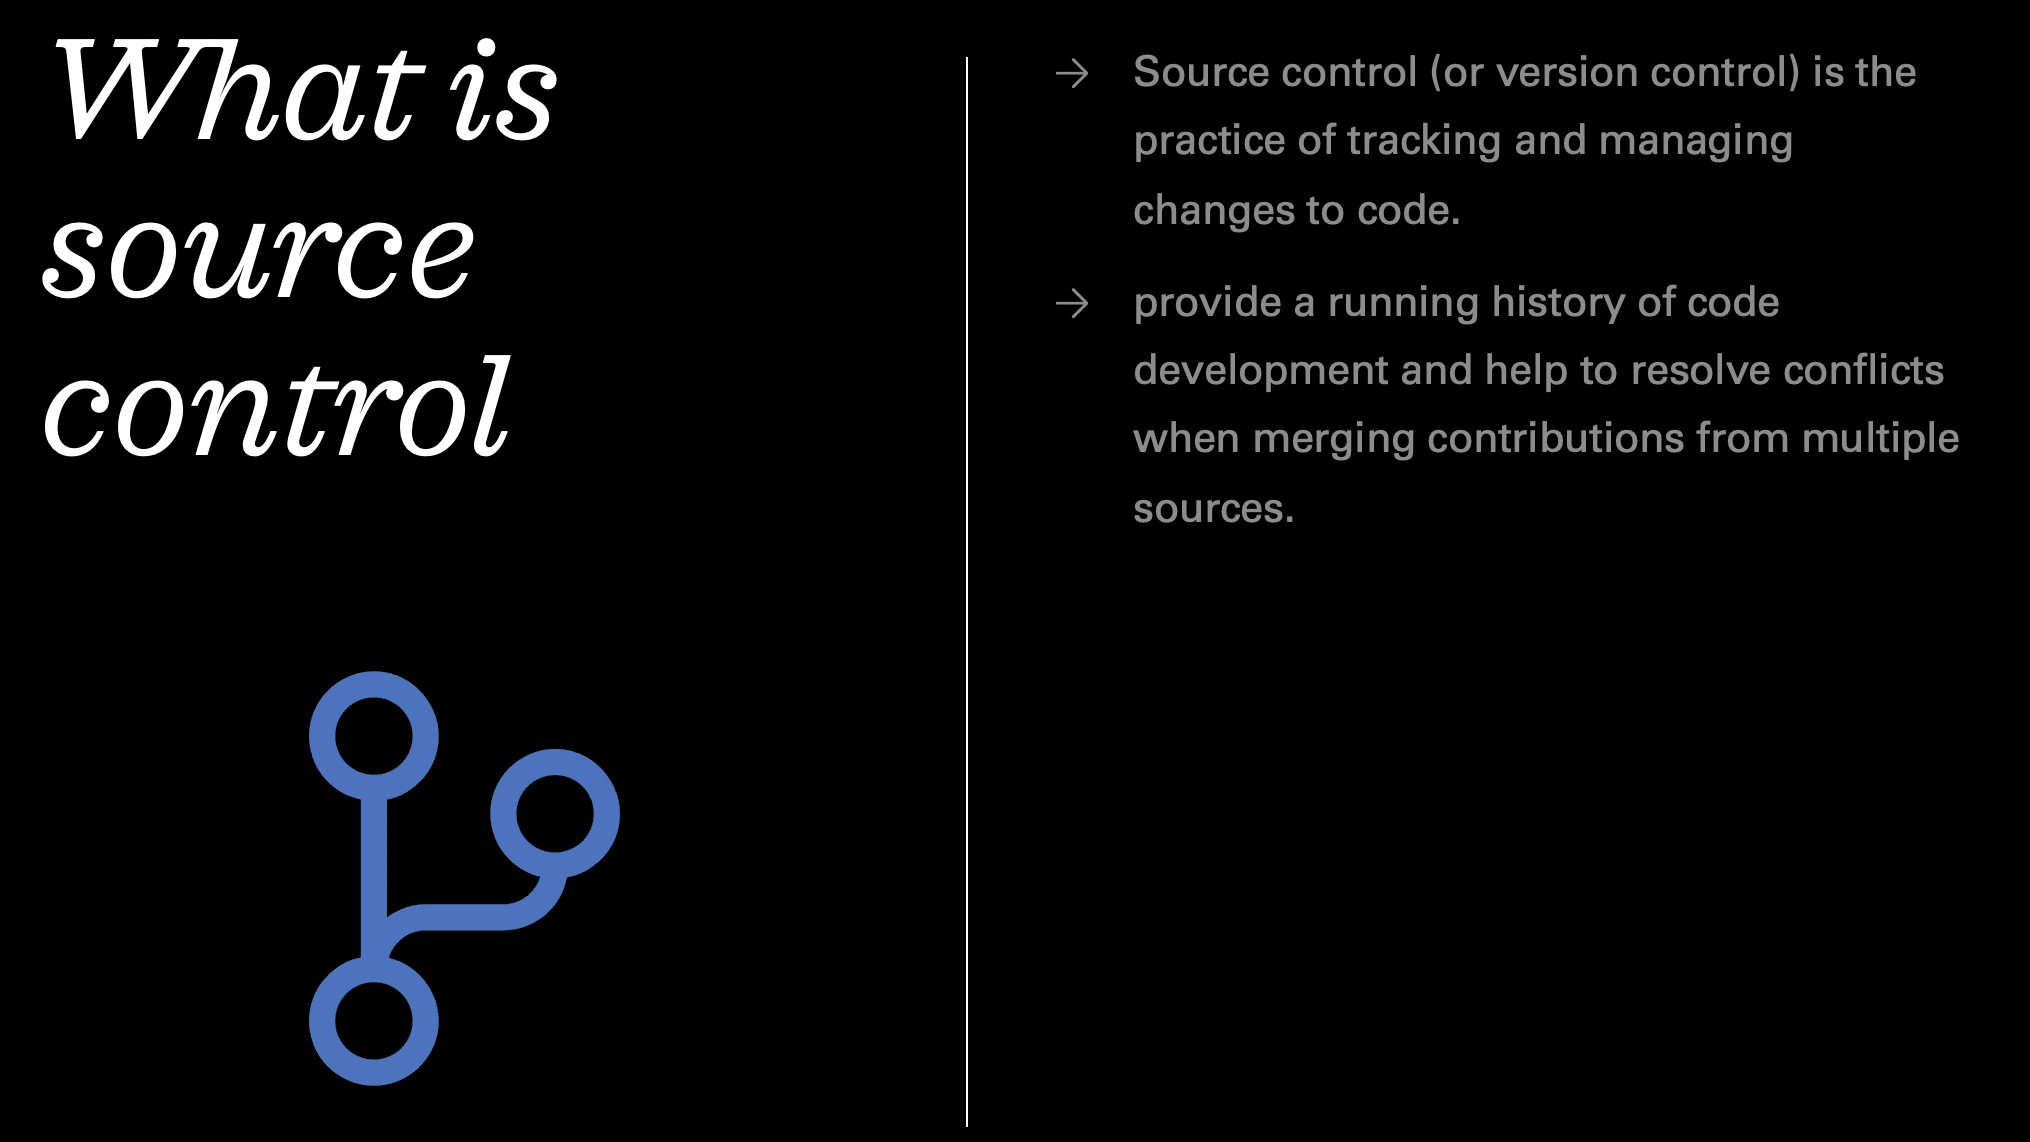 What is
source
control
→ Source control (or version control) is the
practice of tracking and managing
changes to code.
→ provide a running history of code
development and help to resolve conflicts
when merging contributions from multiple
sources.